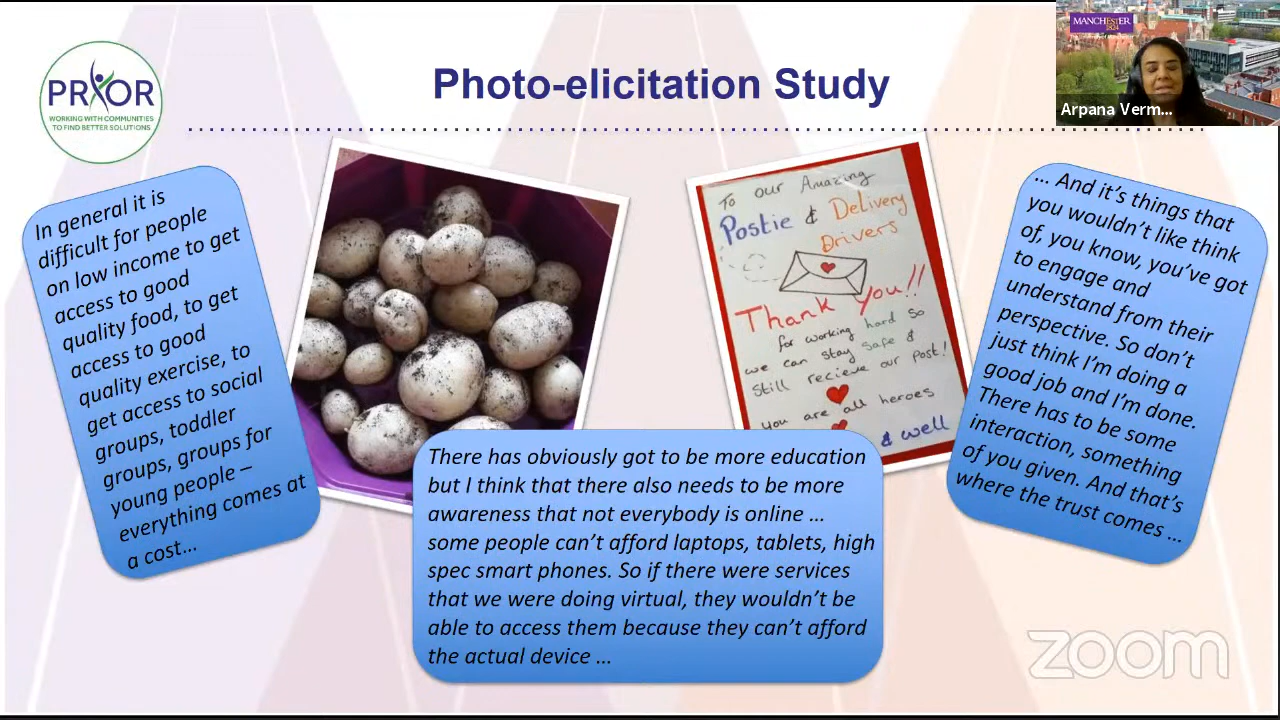 PRIOR
WORKING WITH COMMUNITIES
TO FIND BETTER SOLUTIONS
Photo-elicitation Study
MANCHESTER
1824
Arpana Verm...
In general it is
difficult for people
on low income to get
access to good
quality food, to get
access to good
quality exercise, to
get access to social
groups, toddler
groups, groups for
young people –
everything comes at
a cost…
To our Amazing
Postie & Delivery
Drivers
Thank You!!
for working hard so
we can stay safe &
still recieve our post!
you are all heroes
& well
… And it’s things that
you wouldn’t like think
of, you know, you’ve got
to engage and
understand from their
perspective. So don’t
just think I’m doing a
good job and I’m done.
There has to be some
interaction, something
of you given. And that’s
where the trust comes …
There has obviously got to be more education
but I think that there also needs to be more
awareness that not everybody is online …
some people can’t afford laptops, tablets, high
spec smart phones. So if there were services
that we were doing virtual, they wouldn’t be
able to access them because they can’t afford
the actual device …
zoom